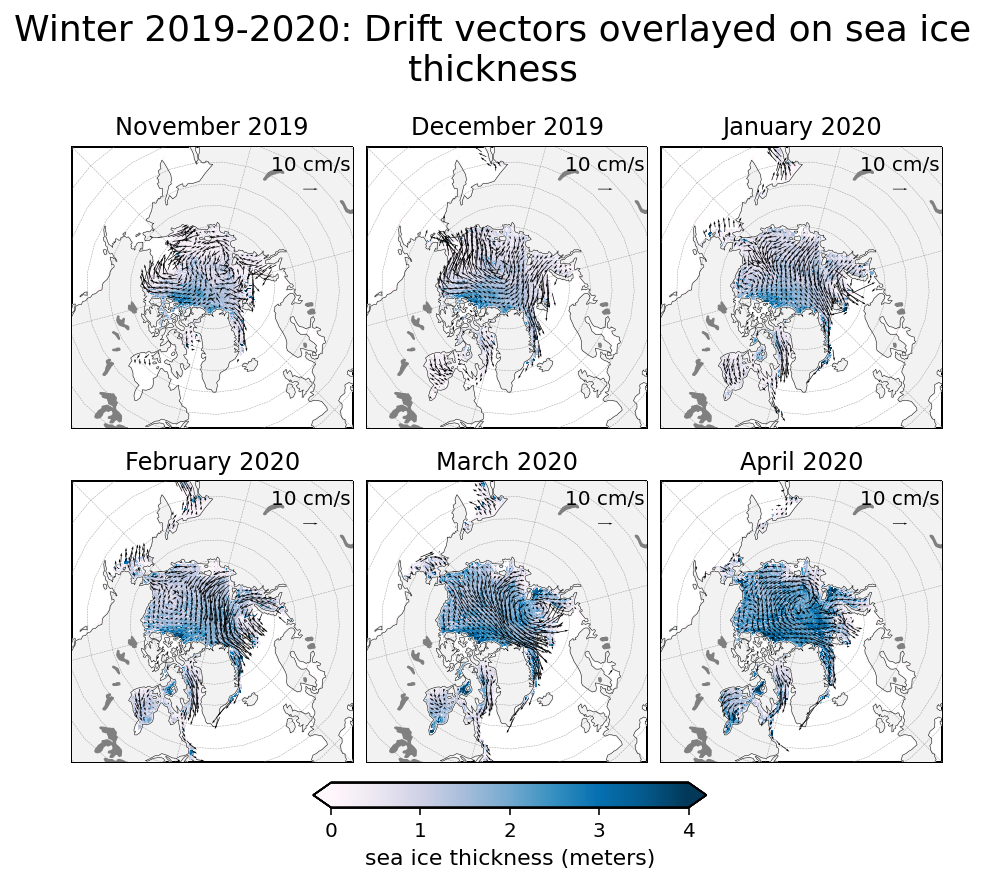 Winter 2019-2020: Drift vectors overlayed on sea ice
thickness
November 2019
December 2019
January 2020
10 cm/s
10 cm/s
10 cm/s
February 2020
March 2020
April 2020
10 cm/s
10 cm/s
10 cm/s
0 1 2 3 4
sea ice thickness (meters)